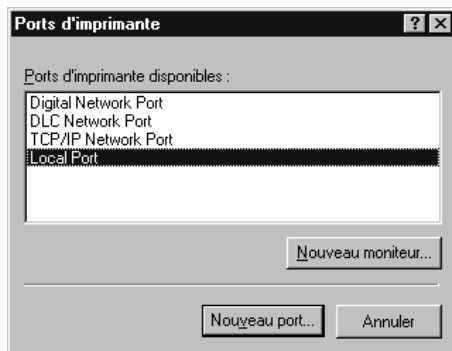 Ports d'imprimante
Ports d'imprimante disponibles :
Digital Network Port
DLC Network Port
TCP/IP Network Port
Local Port
Nouveau moniteur...
Nouveau port...
Annuler